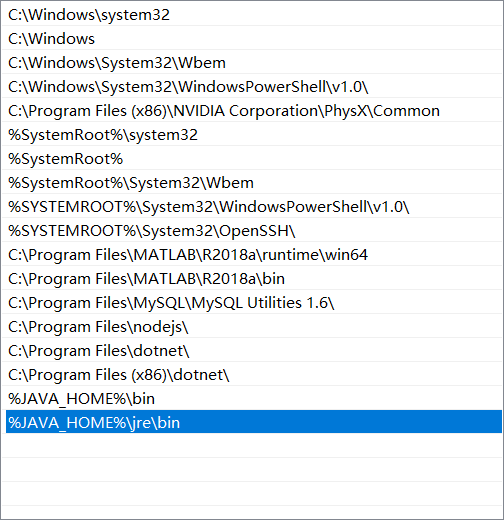 C:\Windows\system32
C:\Windows
C:\Windows\System32\Wbem
C:\Windows\System32\WindowsPowerShell\v1.0\
C:\Program Files (x86)\NVIDIA Corporation\PhysX\Common
%SystemRoot%\system32
%SystemRoot%
%SystemRoot%\System32\Wbem
%SYSTEMROOT%\System32\WindowsPowerShell\v1.0\
%SYSTEMROOT%\System32\OpenSSH\
C:\Program Files\MATLAB\R2018a\runtime\win64
C:\Program Files\MATLAB\R2018a\bin
C:\Program Files\MySQL\MySQL Utilities 1.6\
C:\Program Files\nodejs\
C:\Program Files\dotnet\
C:\Program Files (x86)\dotnet\
%JAVA_HOME%\bin
%JAVA_HOME%\jre\bin